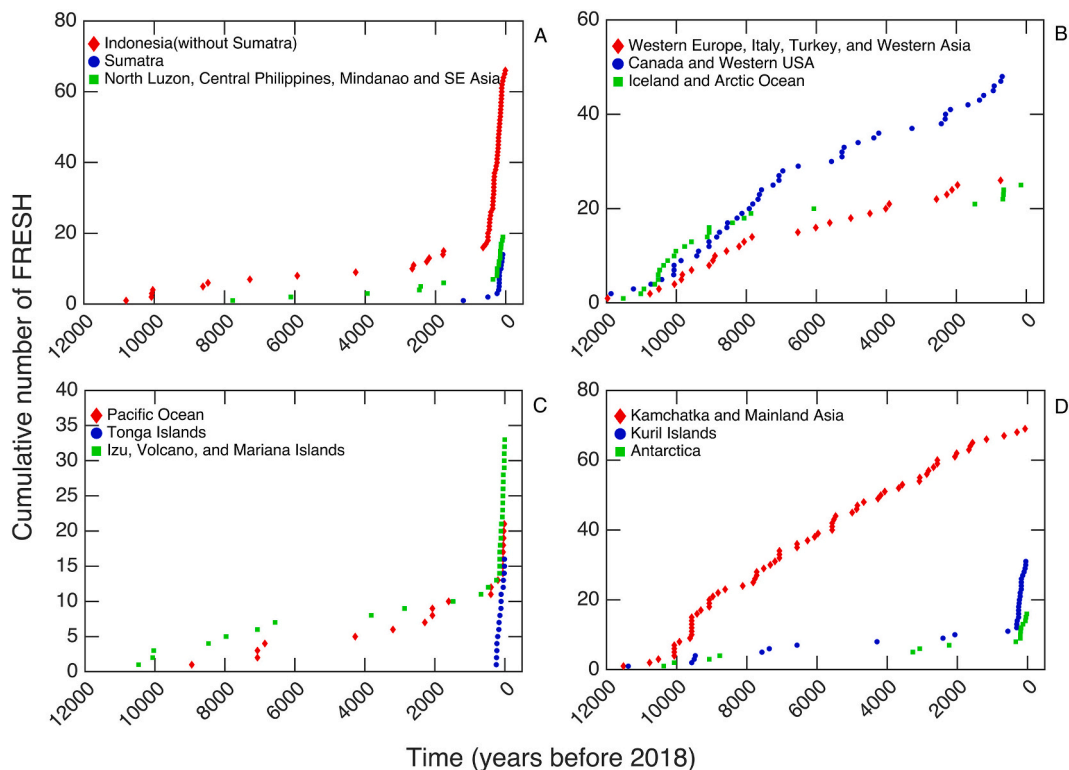 Cumulative number of FRESH
A
80
60
40
20
0
Indonesia(without Sumatra)
Sumatra
North Luzon, Central Philippines, Mindanao and SE Asia
12000 10000 8000 6000 4000 2000 0
B
60
40
20
0
Western Europe, Italy, Turkey, and Western Asia
Canada and Western USA
Iceland and Arctic Ocean
12000 10000 8000 6000 4000 2000 0
C
40
35
30
25
20
15
10
5
0
Pacific Ocean
Tonga Islands
Izu, Volcano, and Mariana Islands
12000 10000 8000 6000 4000 2000 0
D
80
60
40
20
0
Kamchatka and Mainland Asia
Kuril Islands
Antarctica
12000 10000 8000 6000 4000 2000 0
Time (years before 2018)